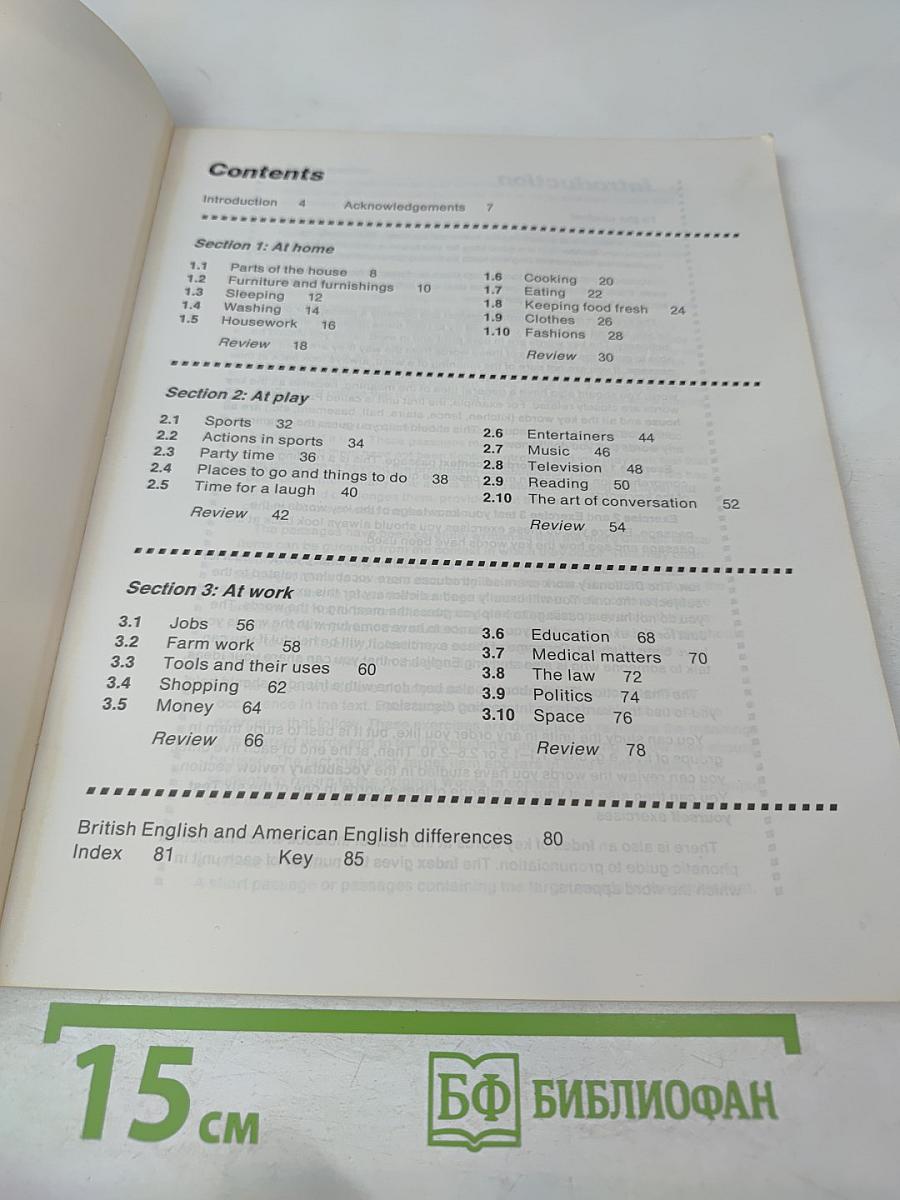 Contents
Introduction 4 Acknowledgements 7
Section 1: At home
1.1 Parts of the house 8
1.2 Furniture and furnishings 10
1.3 Sleeping 12
1.4 Washing 14
1.5 Housework 16
Review 18
1.6 Cooking 20
1.7 Eating 22
1.8 Keeping food fresh 24
1.9 Clothes 26
1.10 Fashions 28
Review 30
Section 2: At play
2.1 Sports 32
2.2 Actions in sports 34
2.3 Party time 36
2.4 Places to go and things to do 38
2.5 Time for a laugh 40
Review 42
2.6 Entertainers 44
2.7 Music 46
2.8 Television 48
2.9 Reading 50
2.10 The art of conversation 52
Review 54
Section 3: At work
3.1 Jobs 56
3.2 Farm work 58
3.3 Tools and their uses 60
3.4 Shopping 62
3.5 Money 64
Review 66
3.6 Education 68
3.7 Medical matters 70
3.8 The law 72
3.9 Politics 74
3.10 Space 76
Review 78
British English and American English differences 80
Index 81 Key 85
15 см
БФ БИБЛИОФАН